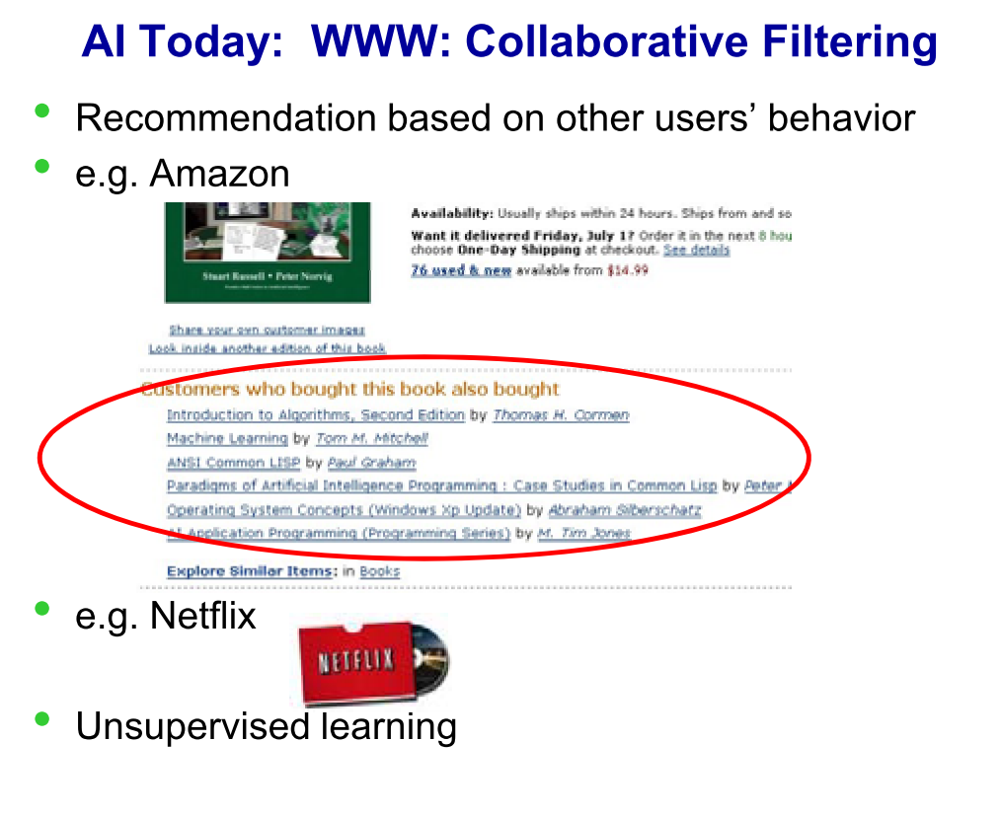 AI Today: WWW: Collaborative Filtering
• Recommendation based on other users’ behavior
• e.g. Amazon
Stuart Russell • Peter Norvig
Share your own customer images
Look inside another edition of this book
Availability: Usually ships within 24 hours. Ships from and so
Want it delivered Friday, July 1? Order it in the next 8 hou
choose One-Day Shipping at checkout. See details
76 used & new available from $14.99
Customers who bought this book also bought
Introduction to Algorithms, Second Edition by Thomas H. Cormen
Machine Learning by Tom M. Mitchell
ANSI Common LISP by Paul Graham
Paradigms of Artificial Intelligence Programming : Case Studies in Common Lisp by Peter
Operating System Concepts (Windows Xp Update) by Abraham Silberschatz
AI Application Programming (Programming Series) by M. Tim Jones
Explore Similar Items: in Books
• e.g. Netflix
NETFLIX
• Unsupervised learning